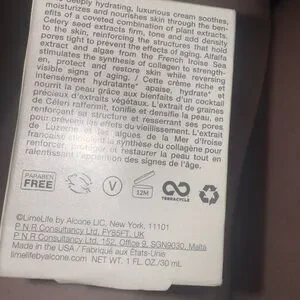 deeply hydrating, luxurious cream soothes,
moisturizes and nourishes skin through the ben-
efits of a coveted combination of plant extracts.
Celery seed extracts firm, tone and add density
to the skin, reinforcing the structures that hold
pores tight to prevent the effects of aging. Alfalfa
extract and algae from the French Iroise Sea
stimulates the synthesis of collagen to strength-
en, protect and restore skin while reversing
visible signs of aging. / Cette crème riche et
intensément hydratante* apaise, hydrate* et
nourrit la peau grâce aux bienfaits d'un cocktail
précieux d'extraits végétaux. L'extrait de graines
de Céleri raffermit, tonifie et densifie la peau, en
renforçant sa structure et resserrant ses pores
pour prévenir les effets du vieillissement. L'extrait
de Luzerne et les algues de la Mer d'Iroise
française stimulent la synthèse du collagène pour
renforcer, protéger et restaurer la peau tout en
ralentissant l'apparition des signes de l'âge.
PARABEN
FREE
V
12M
TERRACYCLE
©LimeLife by Alcone LLC, New York, 11101
P N R Consultancy Ltd, FY85FT, UK
P N R Consultancy Ltd, 152, Office 9, SGN9030, Malta
Made in the USA / Fabriqué aux États-Unis
limelifebyalcone.com
NET WT. 1 FL.OZ/30 mL